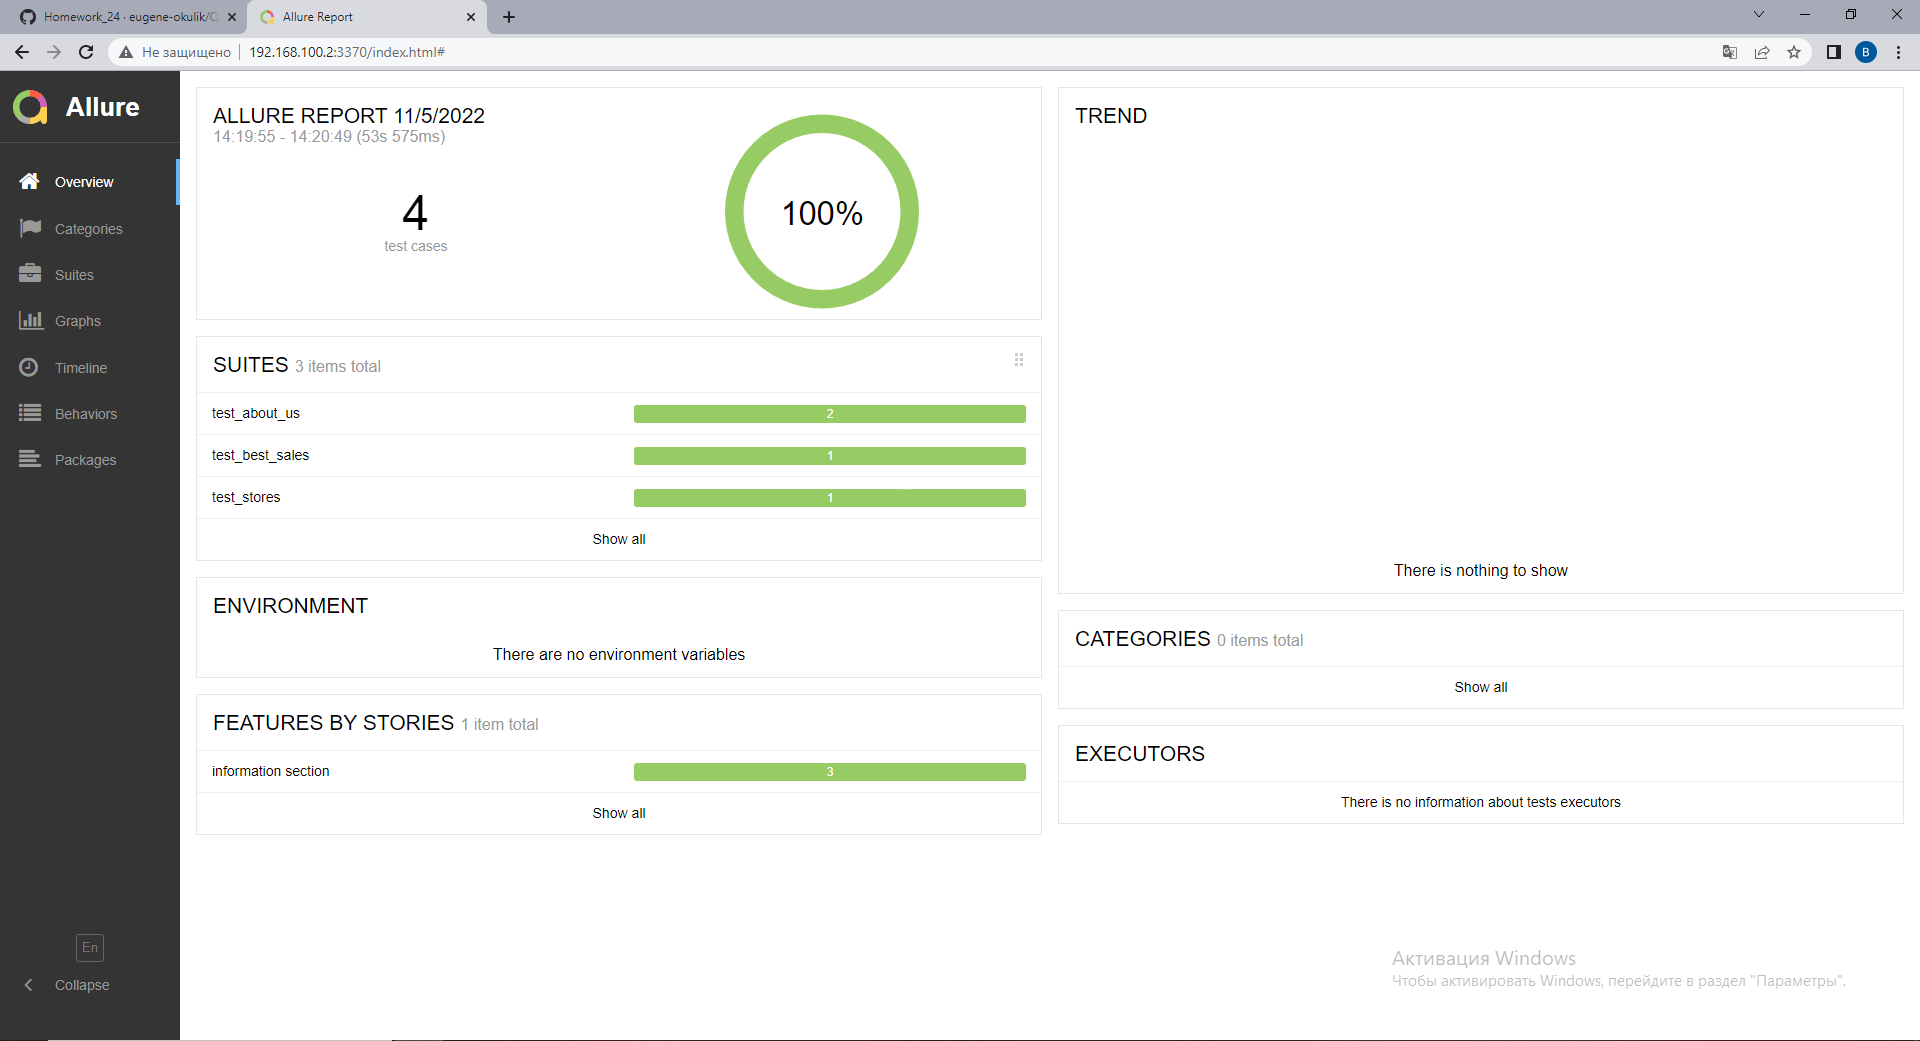 Homework_24 · eugene-okulik/
Allure Report
Не защищено
192.168.100.2:3370/index.html#
B
Allure
Overview
Categories
Suites
Graphs
Timeline
Behaviors
Packages
En
Collapse
ALLURE REPORT 11/5/2022
14:19:55 - 14:20:49 (53s 575ms)
4
test cases
100%
SUITES 3 items total
test_about_us 2
test_best_sales 1
test_stores 1
Show all
ENVIRONMENT
There are no environment variables
FEATURES BY STORIES 1 item total
information section 3
Show all
TREND
There is nothing to show
CATEGORIES 0 items total
Show all
EXECUTORS
There is no information about tests executors
Активация Windows
Чтобы активировать Windows, перейдите в раздел "Параметры".